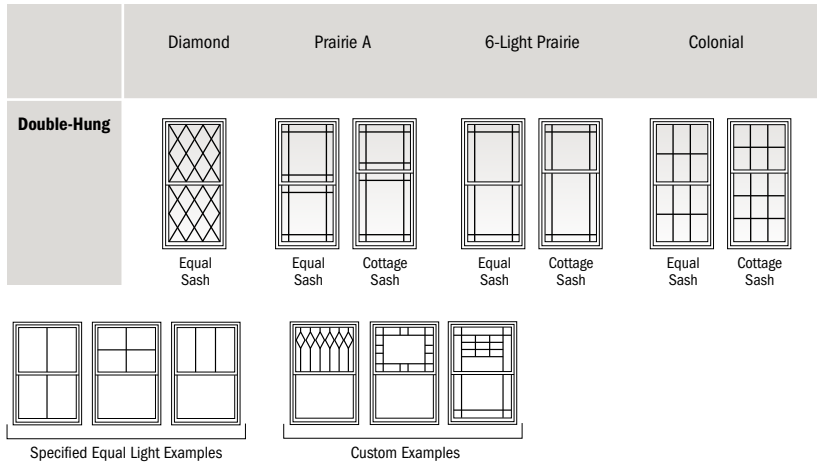 Diamond Prairie A 6-Light Prairie Colonial
Double-Hung
Equal Sash
Equal Sash
Cottage Sash
Equal Sash
Cottage Sash
Equal Sash
Cottage Sash
Specified Equal Light Examples
Custom Examples